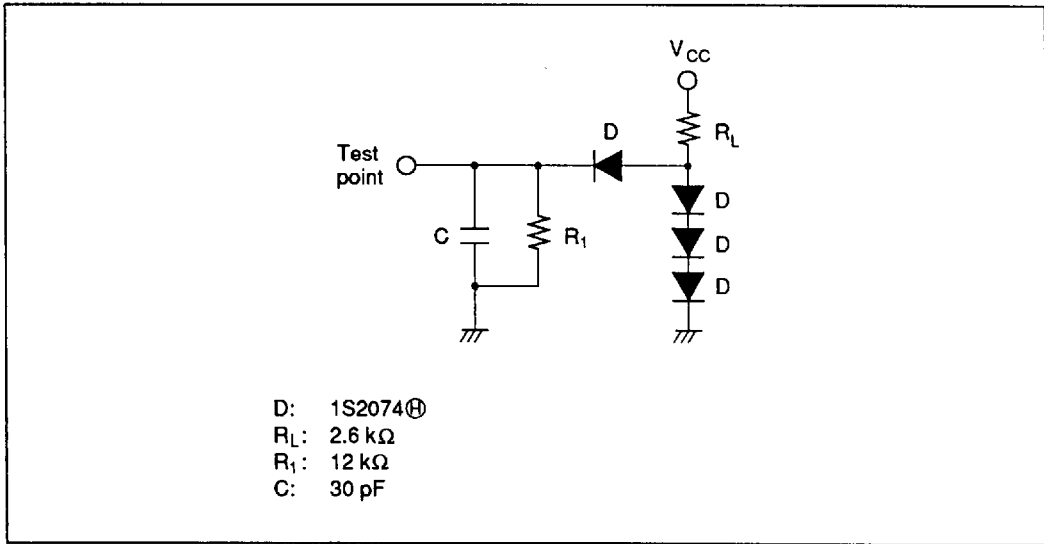 V_CC
D
R_L
Test
point
D
D
C
R_1
D
D: 1S2074Ⓗ
R_L: 2.6 kΩ
R_1: 12 kΩ
C: 30 pF